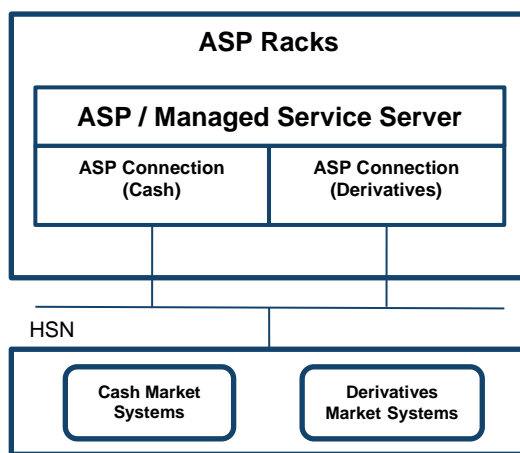 ASP Racks
ASP / Managed Service Server
ASP Connection
(Cash)
ASP Connection
(Derivatives)
HSN
Cash Market
Systems
Derivatives
Market Systems